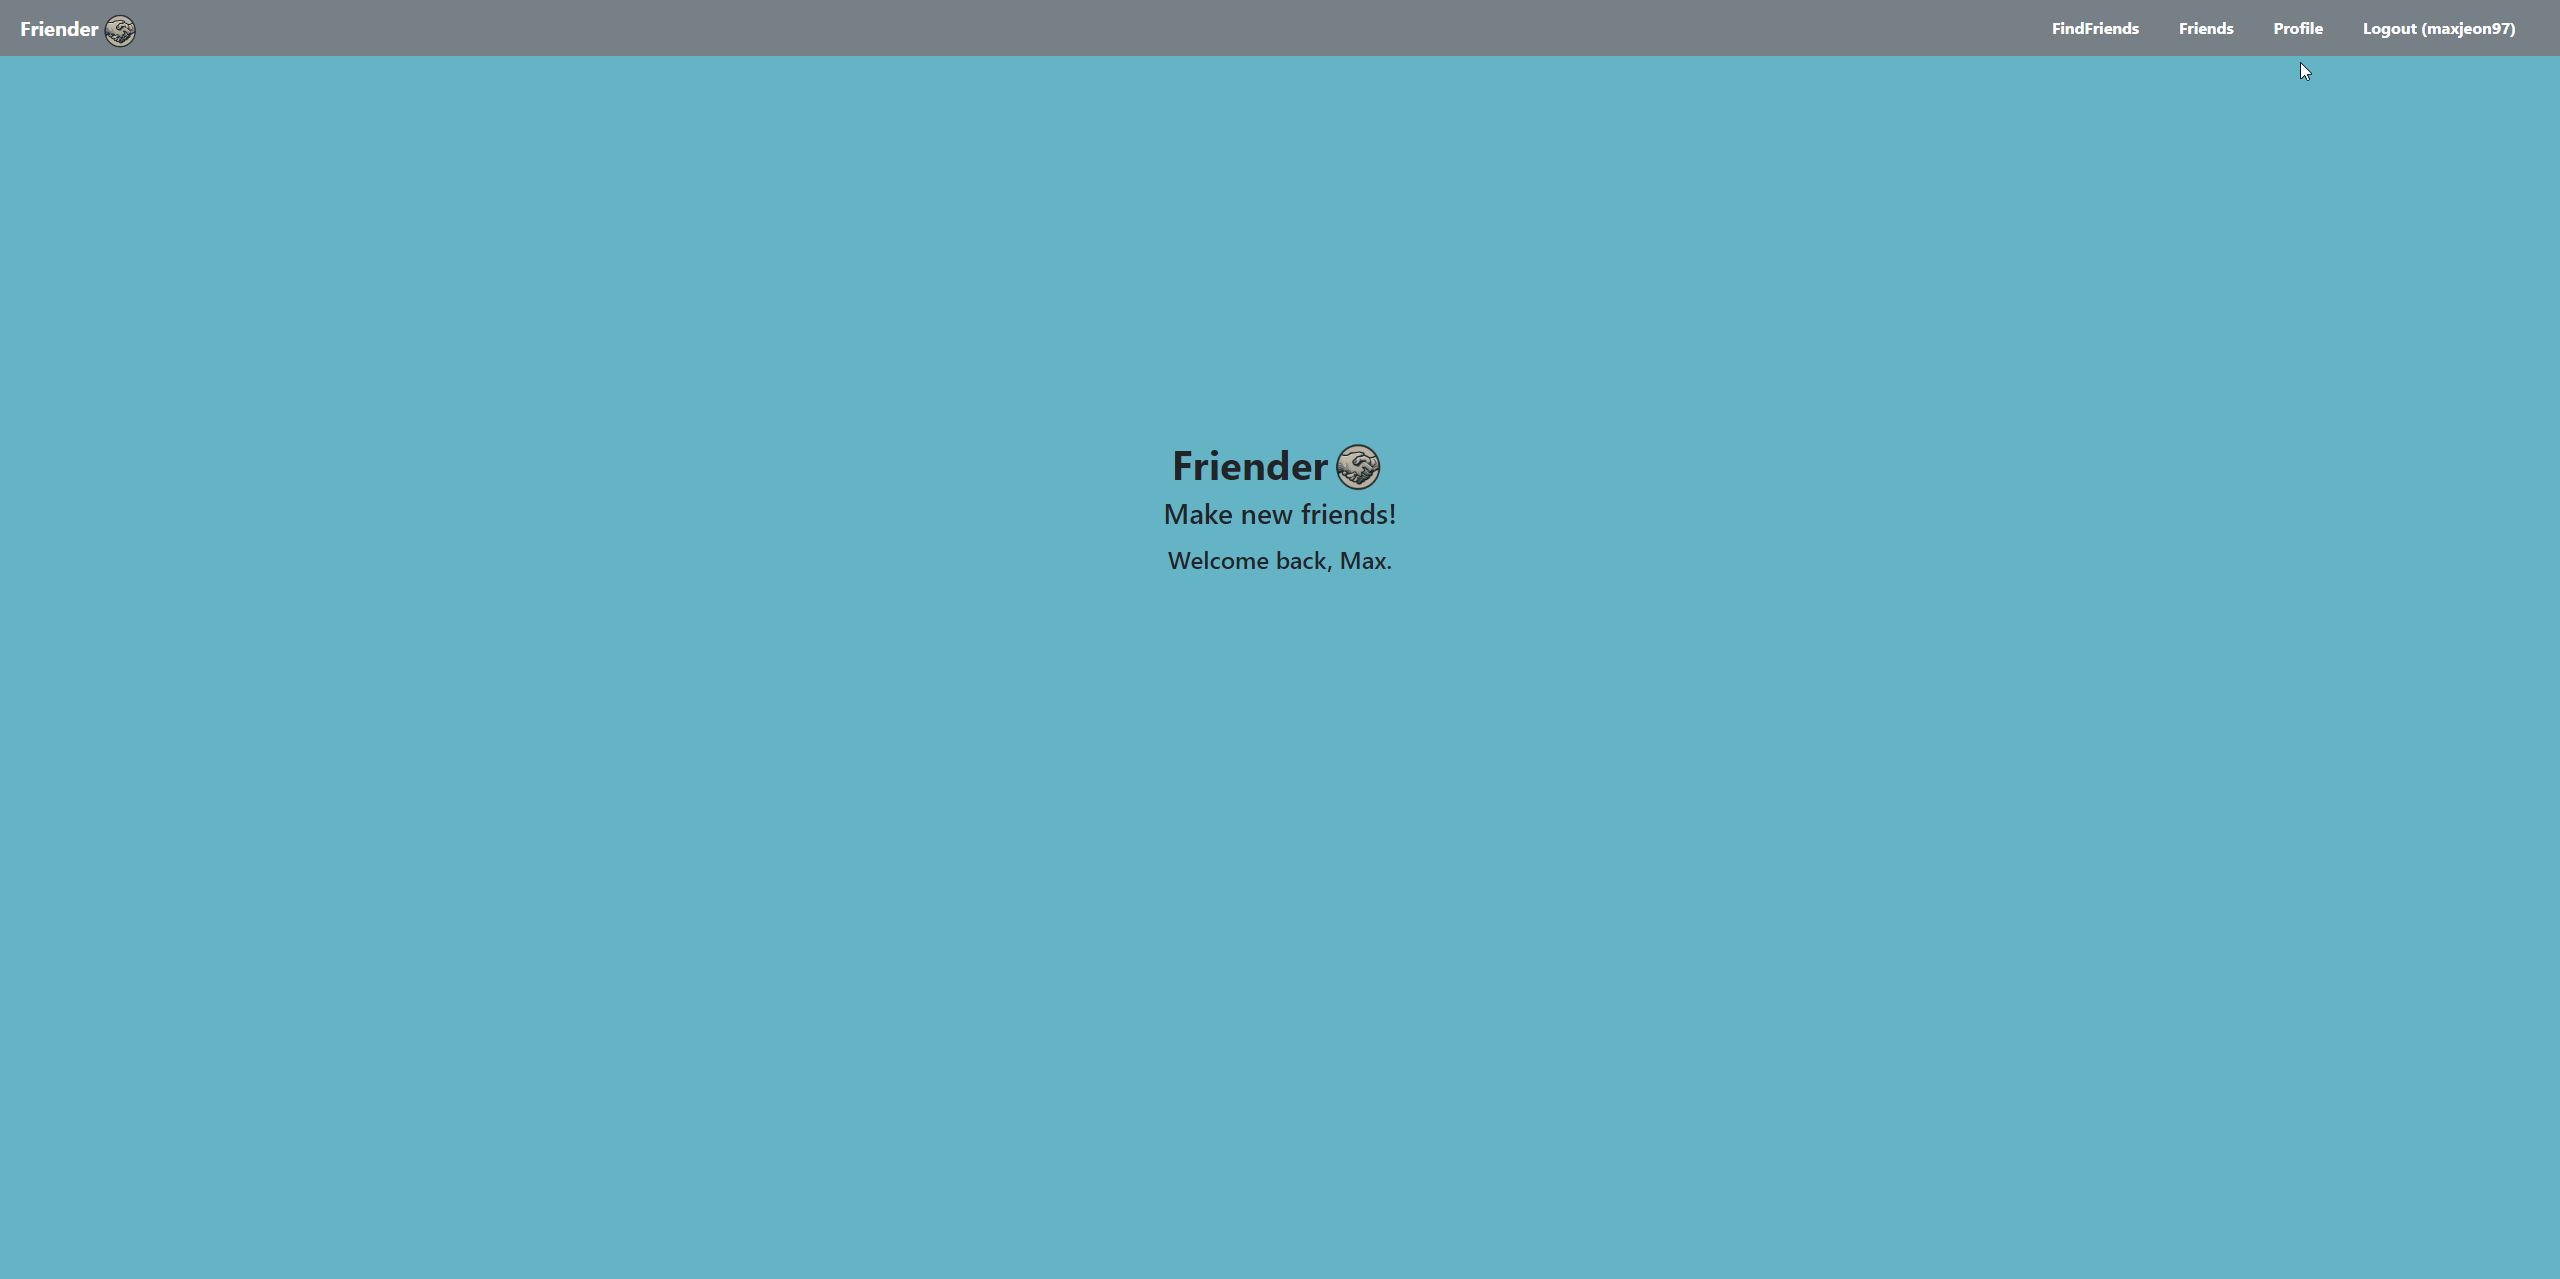 Friender
FindFriends Friends Profile Logout (maxjeon97)
Friender
Make new friends!
Welcome back, Max.